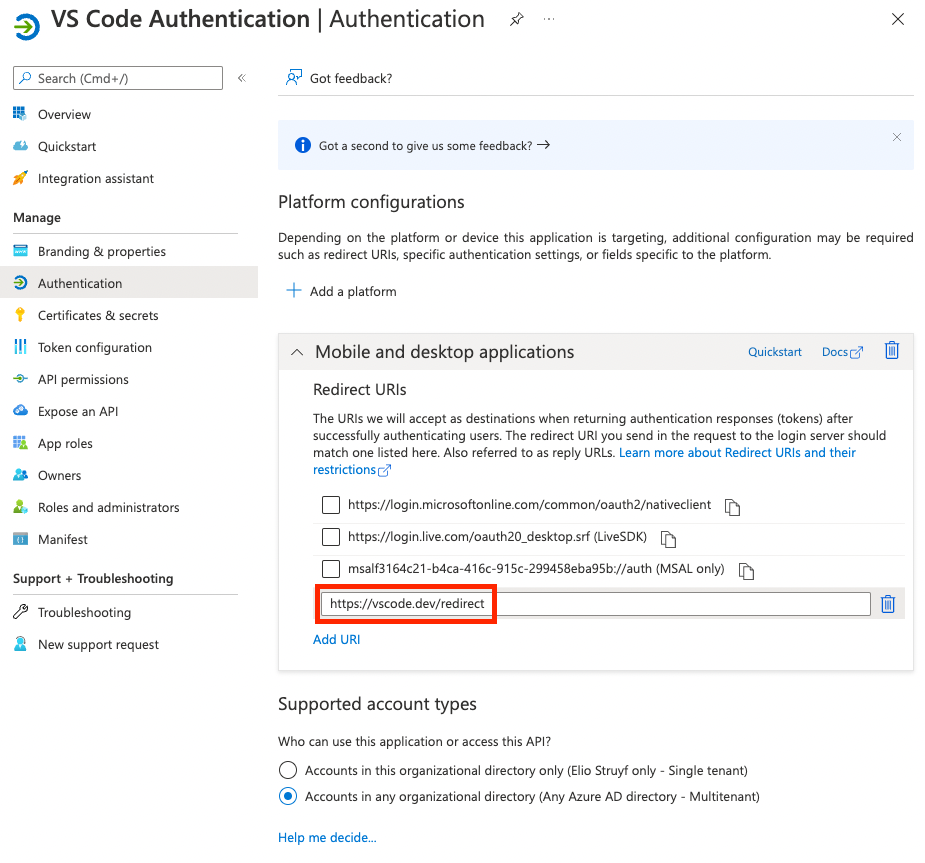 VS Code Authentication | Authentication
Search (Cmd+/)
«
Overview
Quickstart
Integration assistant
Manage
Branding & properties
Authentication
Certificates & secrets
Token configuration
API permissions
Expose an API
App roles
Owners
Roles and administrators
Manifest
Support + Troubleshooting
Troubleshooting
New support request
Got feedback?
Got a second to give us some feedback? →
Platform configurations
Depending on the platform or device this application is targeting, additional configuration may be required
such as redirect URIs, specific authentication settings, or fields specific to the platform.
Add a platform
Mobile and desktop applications
Quickstart
Docs
Redirect URIs
The URIs we will accept as destinations when returning authentication responses (tokens) after
successfully authenticating users. The redirect URI you send in the request to the login server should
match one listed here. Also referred to as reply URLs. Learn more about Redirect URIs and their
restrictions
https://login.microsoftonline.com/common/oauth2/nativeclient
https://login.live.com/oauth20_desktop.srf (LiveSDK)
msalf3164c21-b4ca-416c-915c-299458eba95b://auth (MSAL only)
https://vscode.dev/redirect
Add URI
Supported account types
Who can use this application or access this API?
Accounts in this organizational directory only (Elio Struyf only - Single tenant)
Accounts in any organizational directory (Any Azure AD directory - Multitenant)
Help me decide...